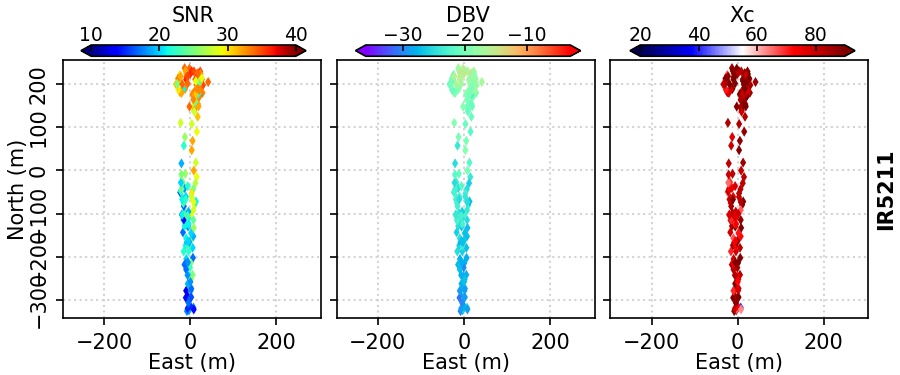 SNR DBV Xc
10 20 30 40 −30 −20 −10 20 40 60 80
North (m)
200
100
0
−100
−200
−300
IR5211
−200 0 200 −200 0 200 −200 0 200
East (m) East (m) East (m)